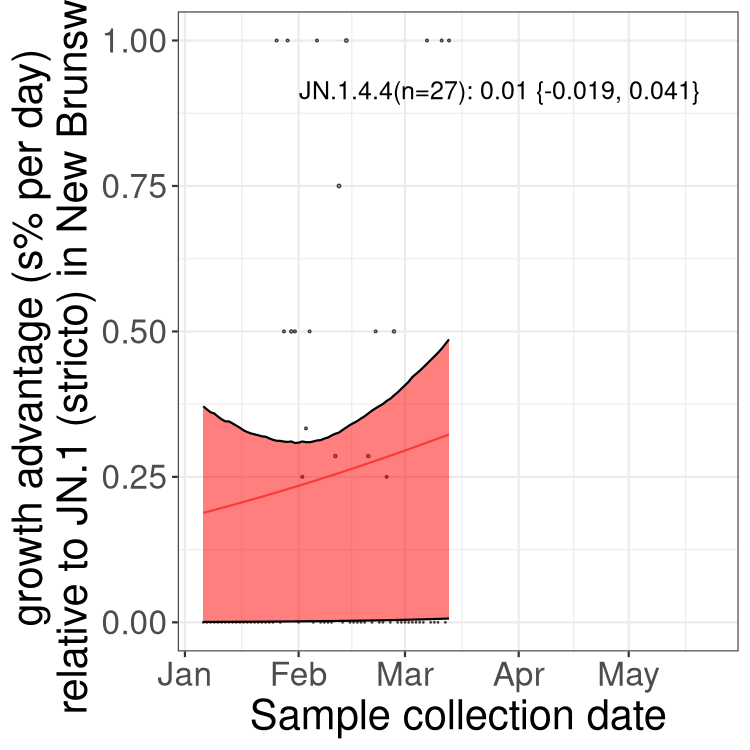 growth advantage (s% per day)
relative to JN.1 (stricto) in New Brunsw
1.00
0.75
0.50
0.25
0.00
JN.1.4.4(n=27): 0.01 {-0.019, 0.041}
Jan Feb Mar Apr May
Sample collection date